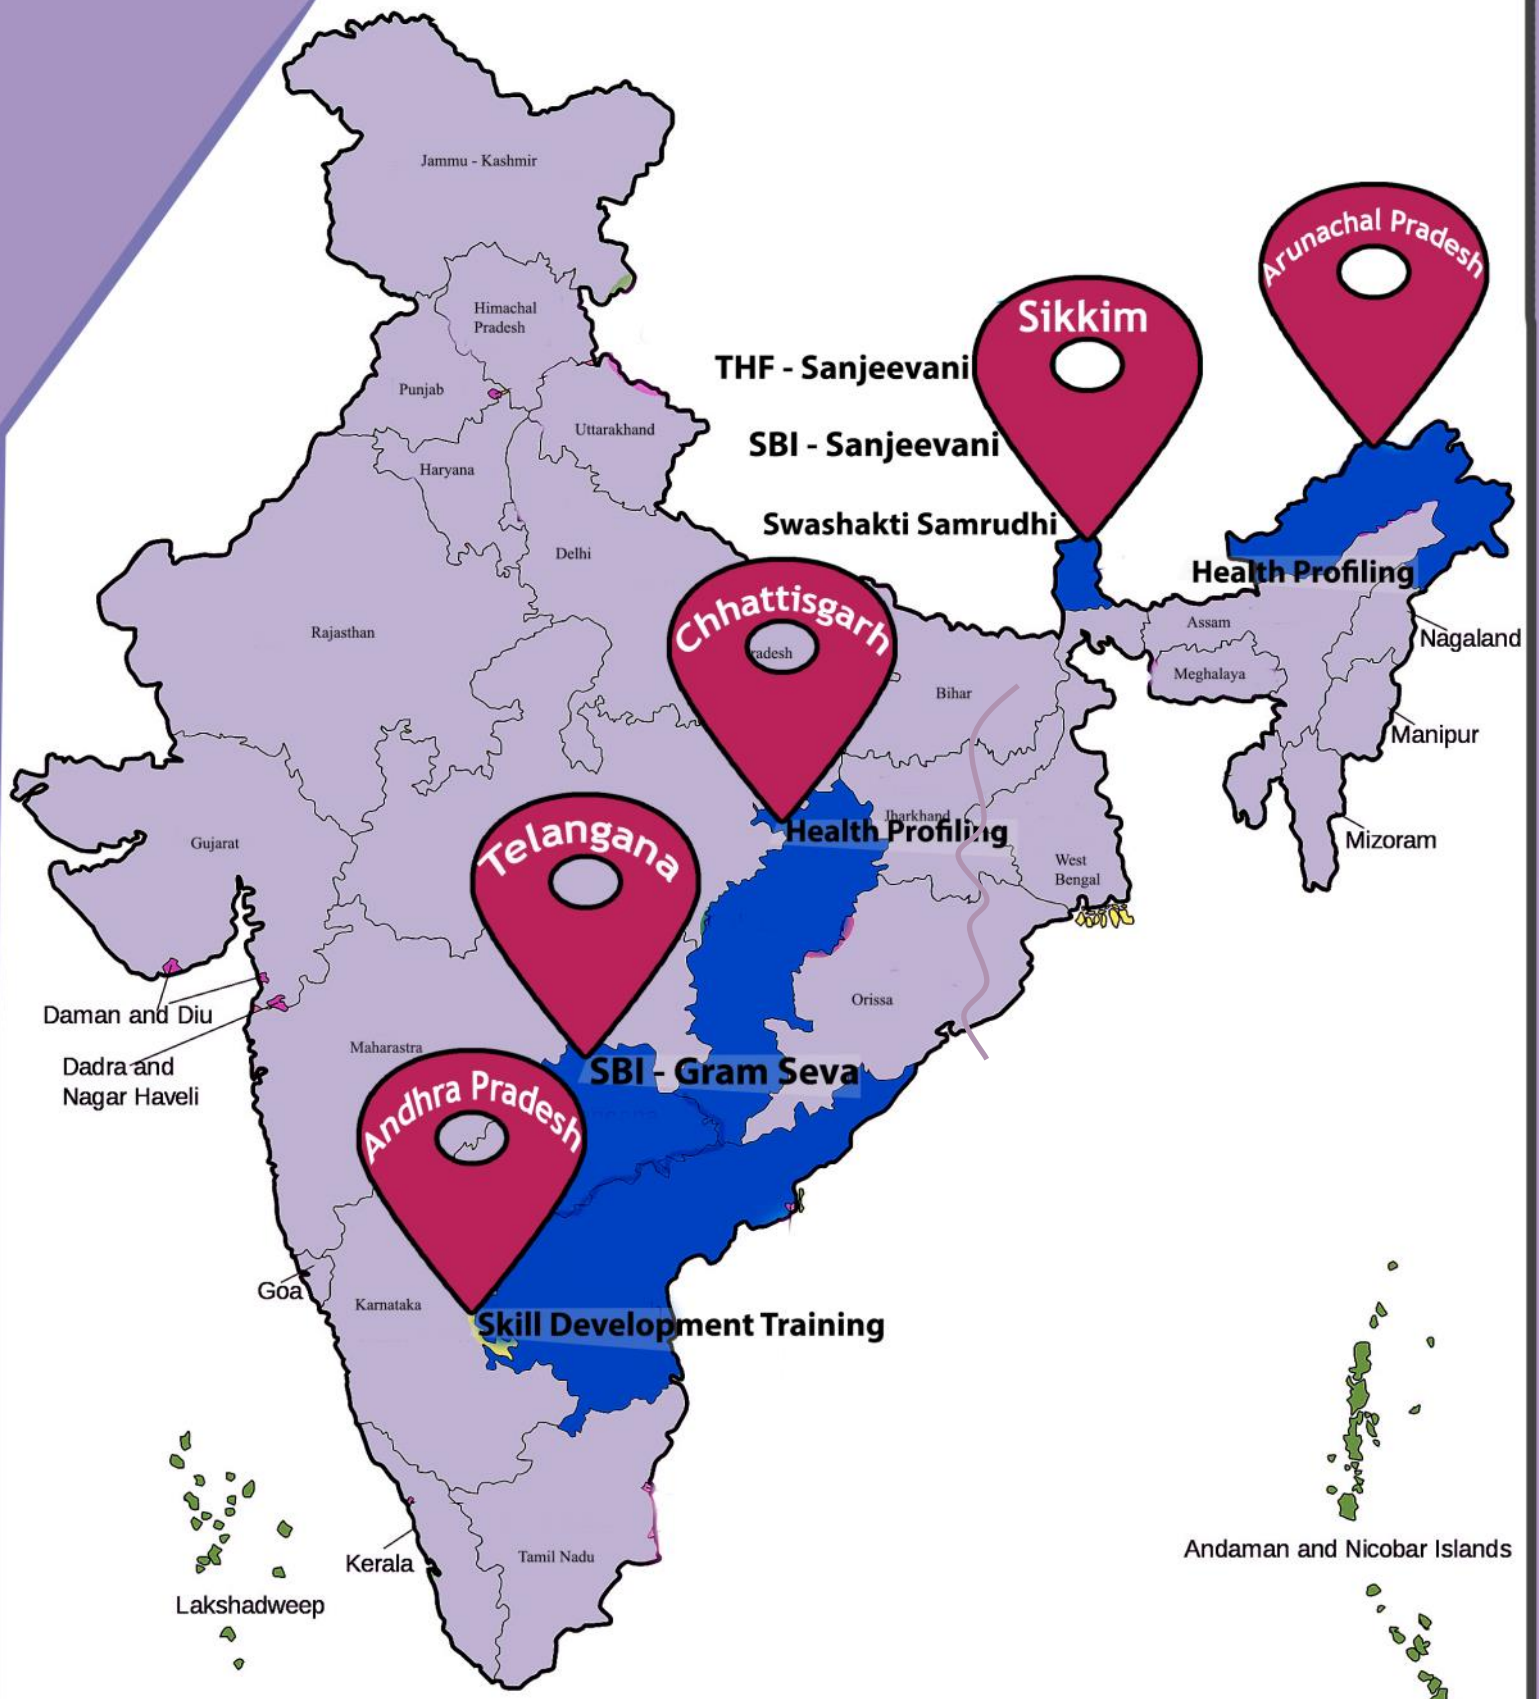 Jammu - Kashmir
Arunachal Pradesh
Himachal
Pradesh
Sikkim
THF - Sanjeevani
Punjab
Uttarakhand
SBI - Sanjeevani
Haryana
Swashakti Samrudhi
Delhi
Health Profiling
Chhattisgarh
radesh
Rajasthan
Assam
Nagaland
Meghalaya
Bihar
Manipur
Jharkhand
Health Profiling
Telangana
Gujarat
Mizoram
West
Bengal
Orissa
Daman and Diu
Maharastra
Dadra and
Nagar Haveli
SBI - Gram Seva
Andhra Pradesh
Goa
Karnataka
Skill Development Training
Andaman and Nicobar Islands
Tamil Nadu
Kerala
Lakshadweep